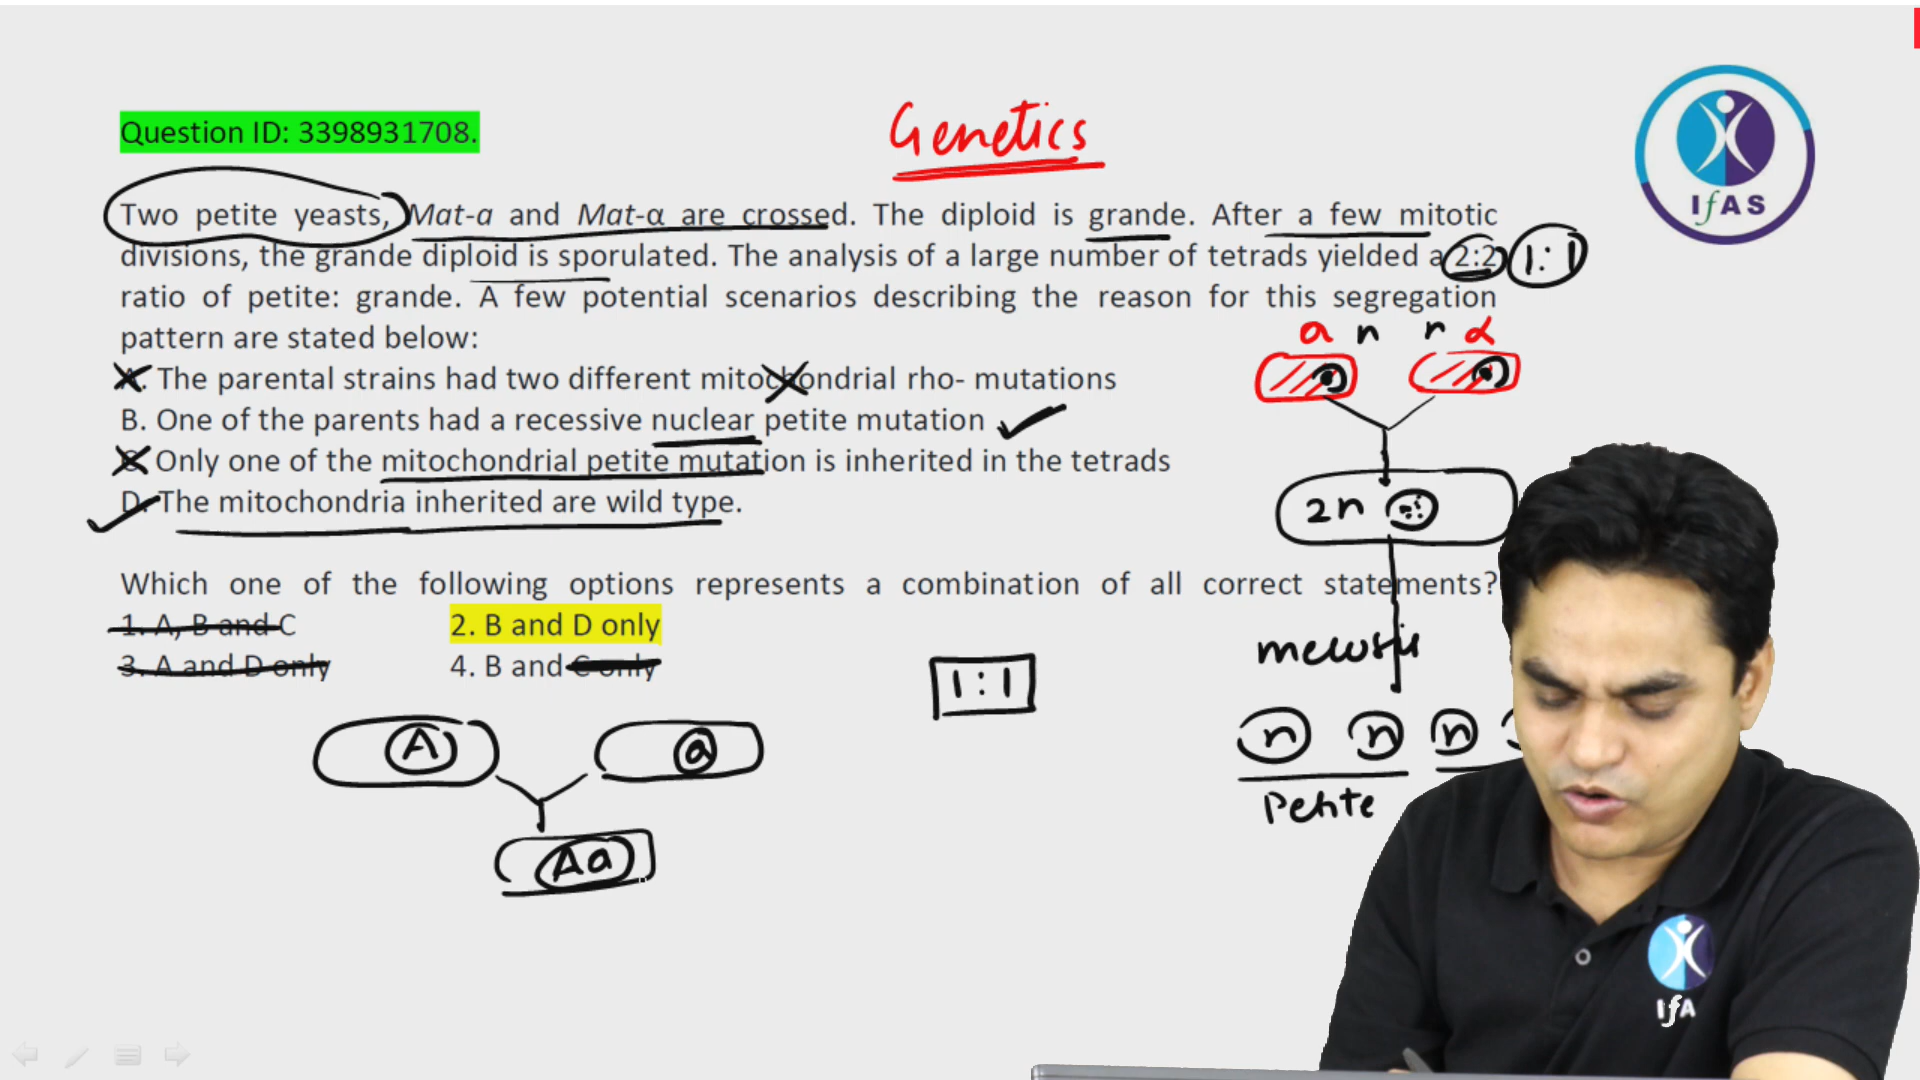 Genetics
Question ID: 3398931708.
IfAS
Two petite yeasts, Mat-a and Mat-α are crossed. The diploid is grande. After a few mitotic
divisions, the grande diploid is sporulated. The analysis of a large number of tetrads yielded a 2:2 1:1
ratio of petite: grande. A few potential scenarios describing the reason for this segregation
pattern are stated below:
a n n α
A. The parental strains had two different mitochondrial rho- mutations
B. One of the parents had a recessive nuclear petite mutation
C. Only one of the mitochondrial petite mutation is inherited in the tetrads
D. The mitochondria inherited are wild type.
2n
Which one of the following options represents a combination of all correct statements?
1. A, B and C 2. B and D only
3. A and D only 4. B and C only
meiosis
1:1
A a
n n n
Petite
Aa
IfA